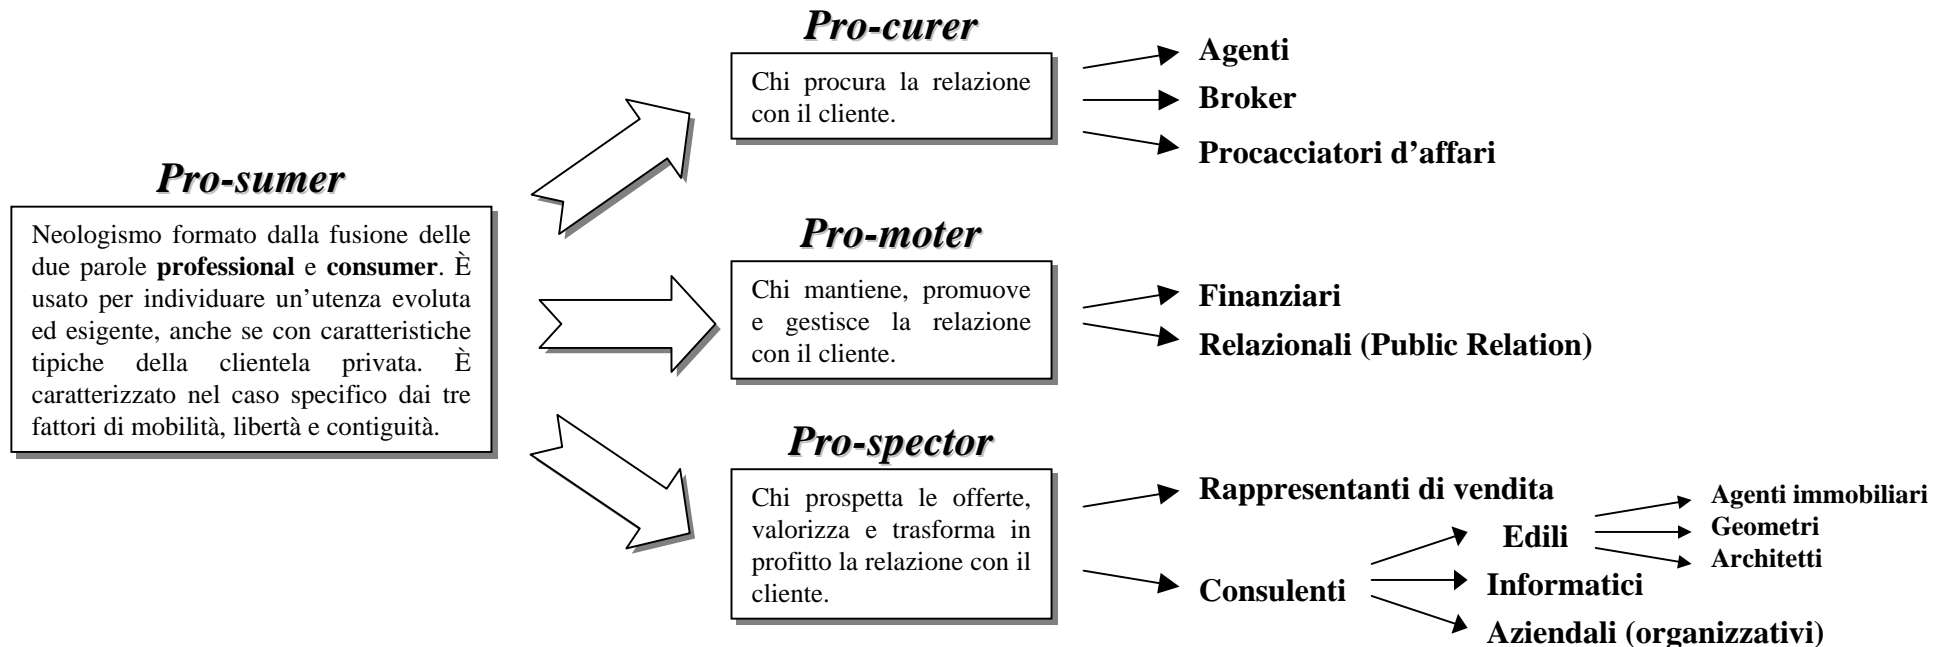 Pro-sumer
Neologismo formato dalla fusione delle
due parole professional e consumer. È
usato per individuare un’utenza evoluta
ed esigente, anche se con caratteristiche
tipiche della clientela privata. È
caratterizzato nel caso specifico dai tre
fattori di mobilità, libertà e contiguità.
Pro-curer
Chi procura la relazione
con il cliente.
Agenti
Broker
Procacciatori d’affari
Pro-moter
Chi mantiene, promuove
e gestisce la relazione
con il cliente.
Finanziari
Relazionali (Public Relation)
Pro-spector
Chi prospetta le offerte,
valorizza e trasforma in
profitto la relazione con il
cliente.
Rappresentanti di vendita
Consulenti
Edili
Agenti immobiliari
Geometri
Architetti
Informatici
Aziendali (organizzativi)